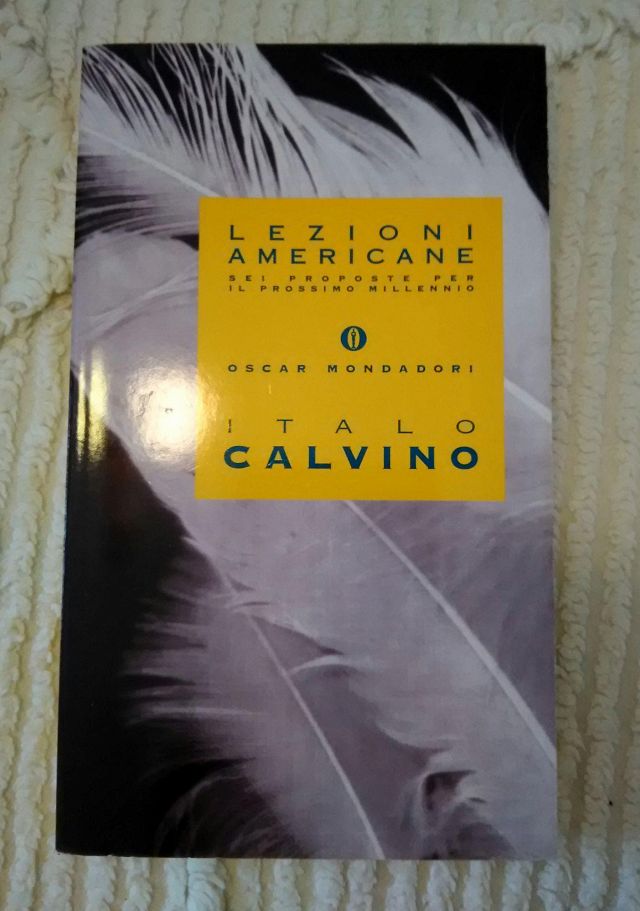 LEZIONI
AMERICANE
SEI PROPOSTE PER
IL PROSSIMO MILLENNIO
OSCAR MONDADORI
ITALO
CALVINO